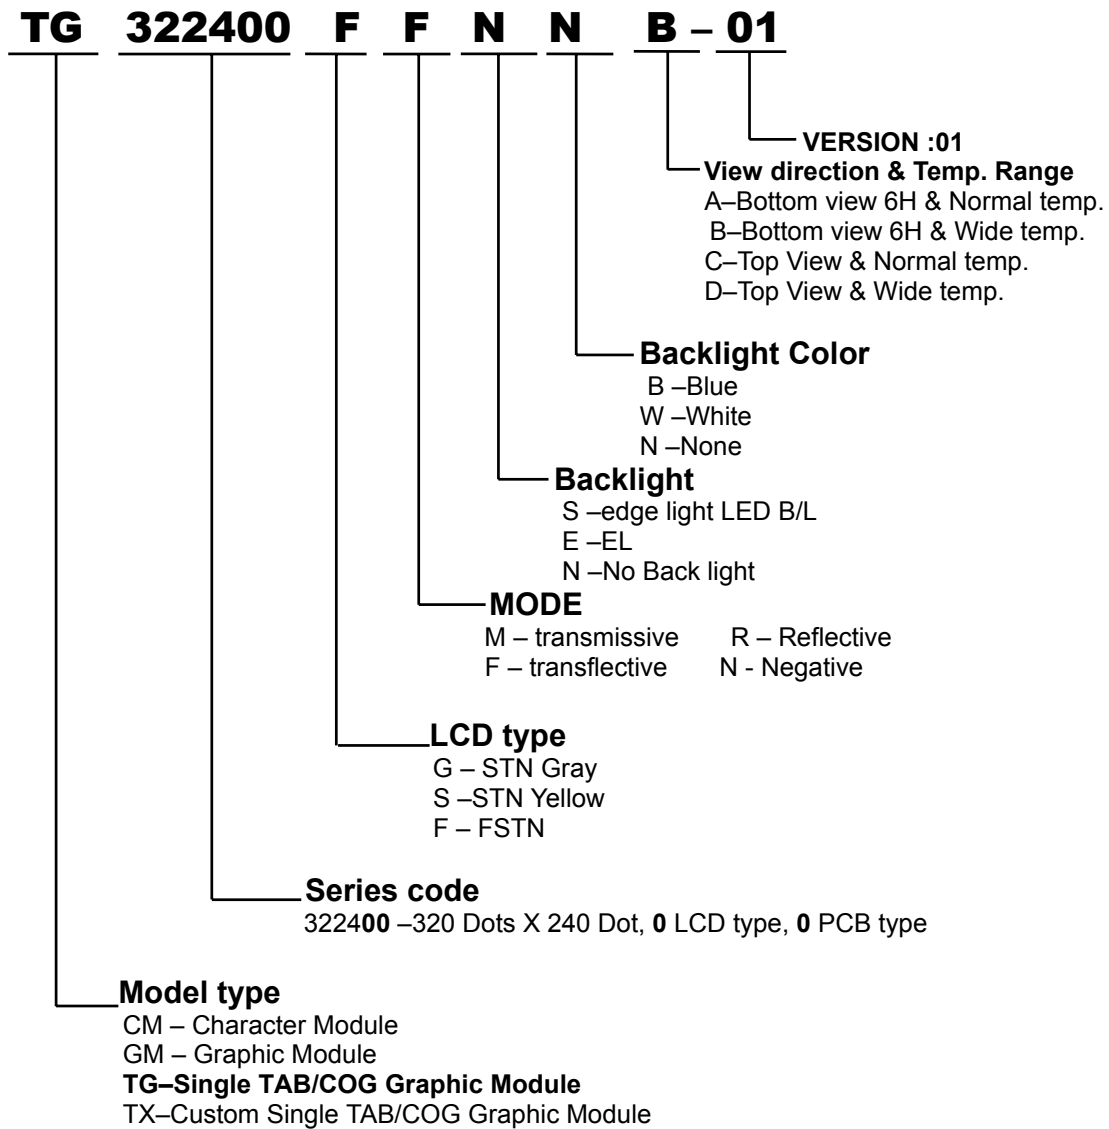 TG 322400 F F N N B – 01
VERSION :01
View direction & Temp. Range
A–Bottom view 6H & Normal temp.
B–Bottom view 6H & Wide temp.
C–Top View & Normal temp.
D–Top View & Wide temp.
Backlight Color
B –Blue
W –White
N –None
Backlight
S –edge light LED B/L
E –EL
N –No Back light
MODE
M – transmissive R – Reflective
F – transflective N - Negative
LCD type
G – STN Gray
S –STN Yellow
F – FSTN
Series code
322400 –320 Dots X 240 Dot, 0 LCD type, 0 PCB type
Model type
CM – Character Module
GM – Graphic Module
TG–Single TAB/COG Graphic Module
TX–Custom Single TAB/COG Graphic Module